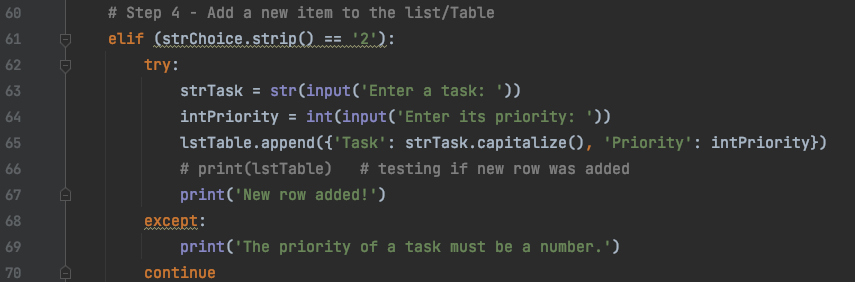 60 # Step 4 - Add a new item to the list/Table
61 elif (strChoice.strip() == '2'):
62 try:
63 strTask = str(input('Enter a task: '))
64 intPriority = int(input('Enter its priority: '))
65 lstTable.append({'Task': strTask.capitalize(), 'Priority': intPriority})
66 # print(lstTable)   # testing if new row was added
67 print('New row added!')
68 except:
69 print('The priority of a task must be a number.')
70 continue